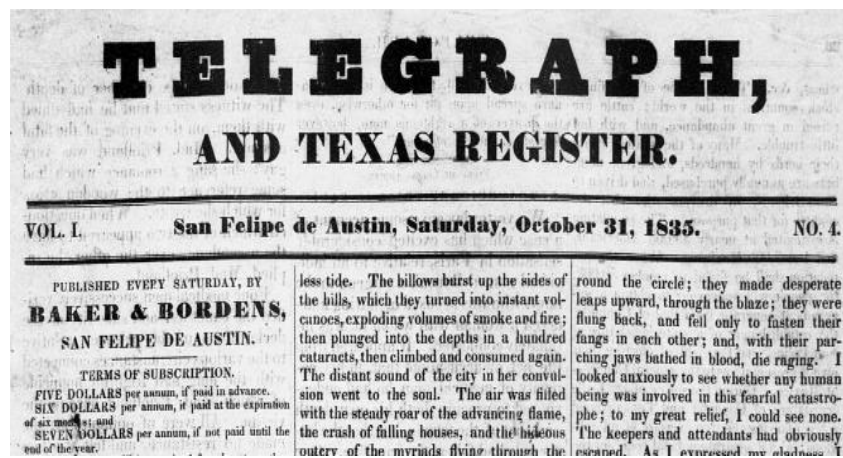 TELEGRAPH,
AND TEXAS REGISTER.
VOL. I.
San Felipe de Austin, Saturday, October 31, 1835.
NO. 4.
PUBLISHED EVEPY SATURDAY, BY
BAKER & BORDENS,
SAN FELIPE DE AUSTIN.
TERMS OF SUBSCRIPTION.
FIVE DOLLARS per annum, if paid in advance.
SIX DOLLARS per annum, if paid at the expiration
of six months; and
SEVEN DOLLARS per annum, if not paid until the
end of the year.
less tide. The billows burst up the sides of
the hills, which they turned into instant vol-
canoes, exploding volumes of smoke and fire;
then plunged into the depths in a hundred
cataracts, then climbed and consumed again.
The distant sound of the city in her convul-
sion went to the soul. The air was filled
with the steady roar of the advancing flame,
the crash of falling houses, and the hideous
outcry of the myriads flying through the
round the circle; they made desperate
leaps upward, through the blaze; they were
flung back, and fell only to fasten their
fangs in each other; and, with their par-
ching jaws bathed in blood, die raging. I
looked anxiously to see whether any human
being was involved in this fearful catastro-
phe; to my great relief, I could see none.
The keepers and attendants had obviously
escaped. As I expressed my gladness, I